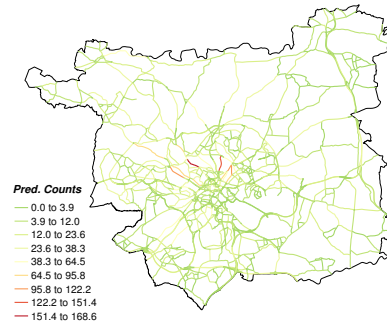 Pred. Counts
0.0 to 3.9
3.9 to 12.0
12.0 to 23.6
23.6 to 38.3
38.3 to 64.5
64.5 to 95.8
95.8 to 122.2
122.2 to 151.4
151.4 to 168.6